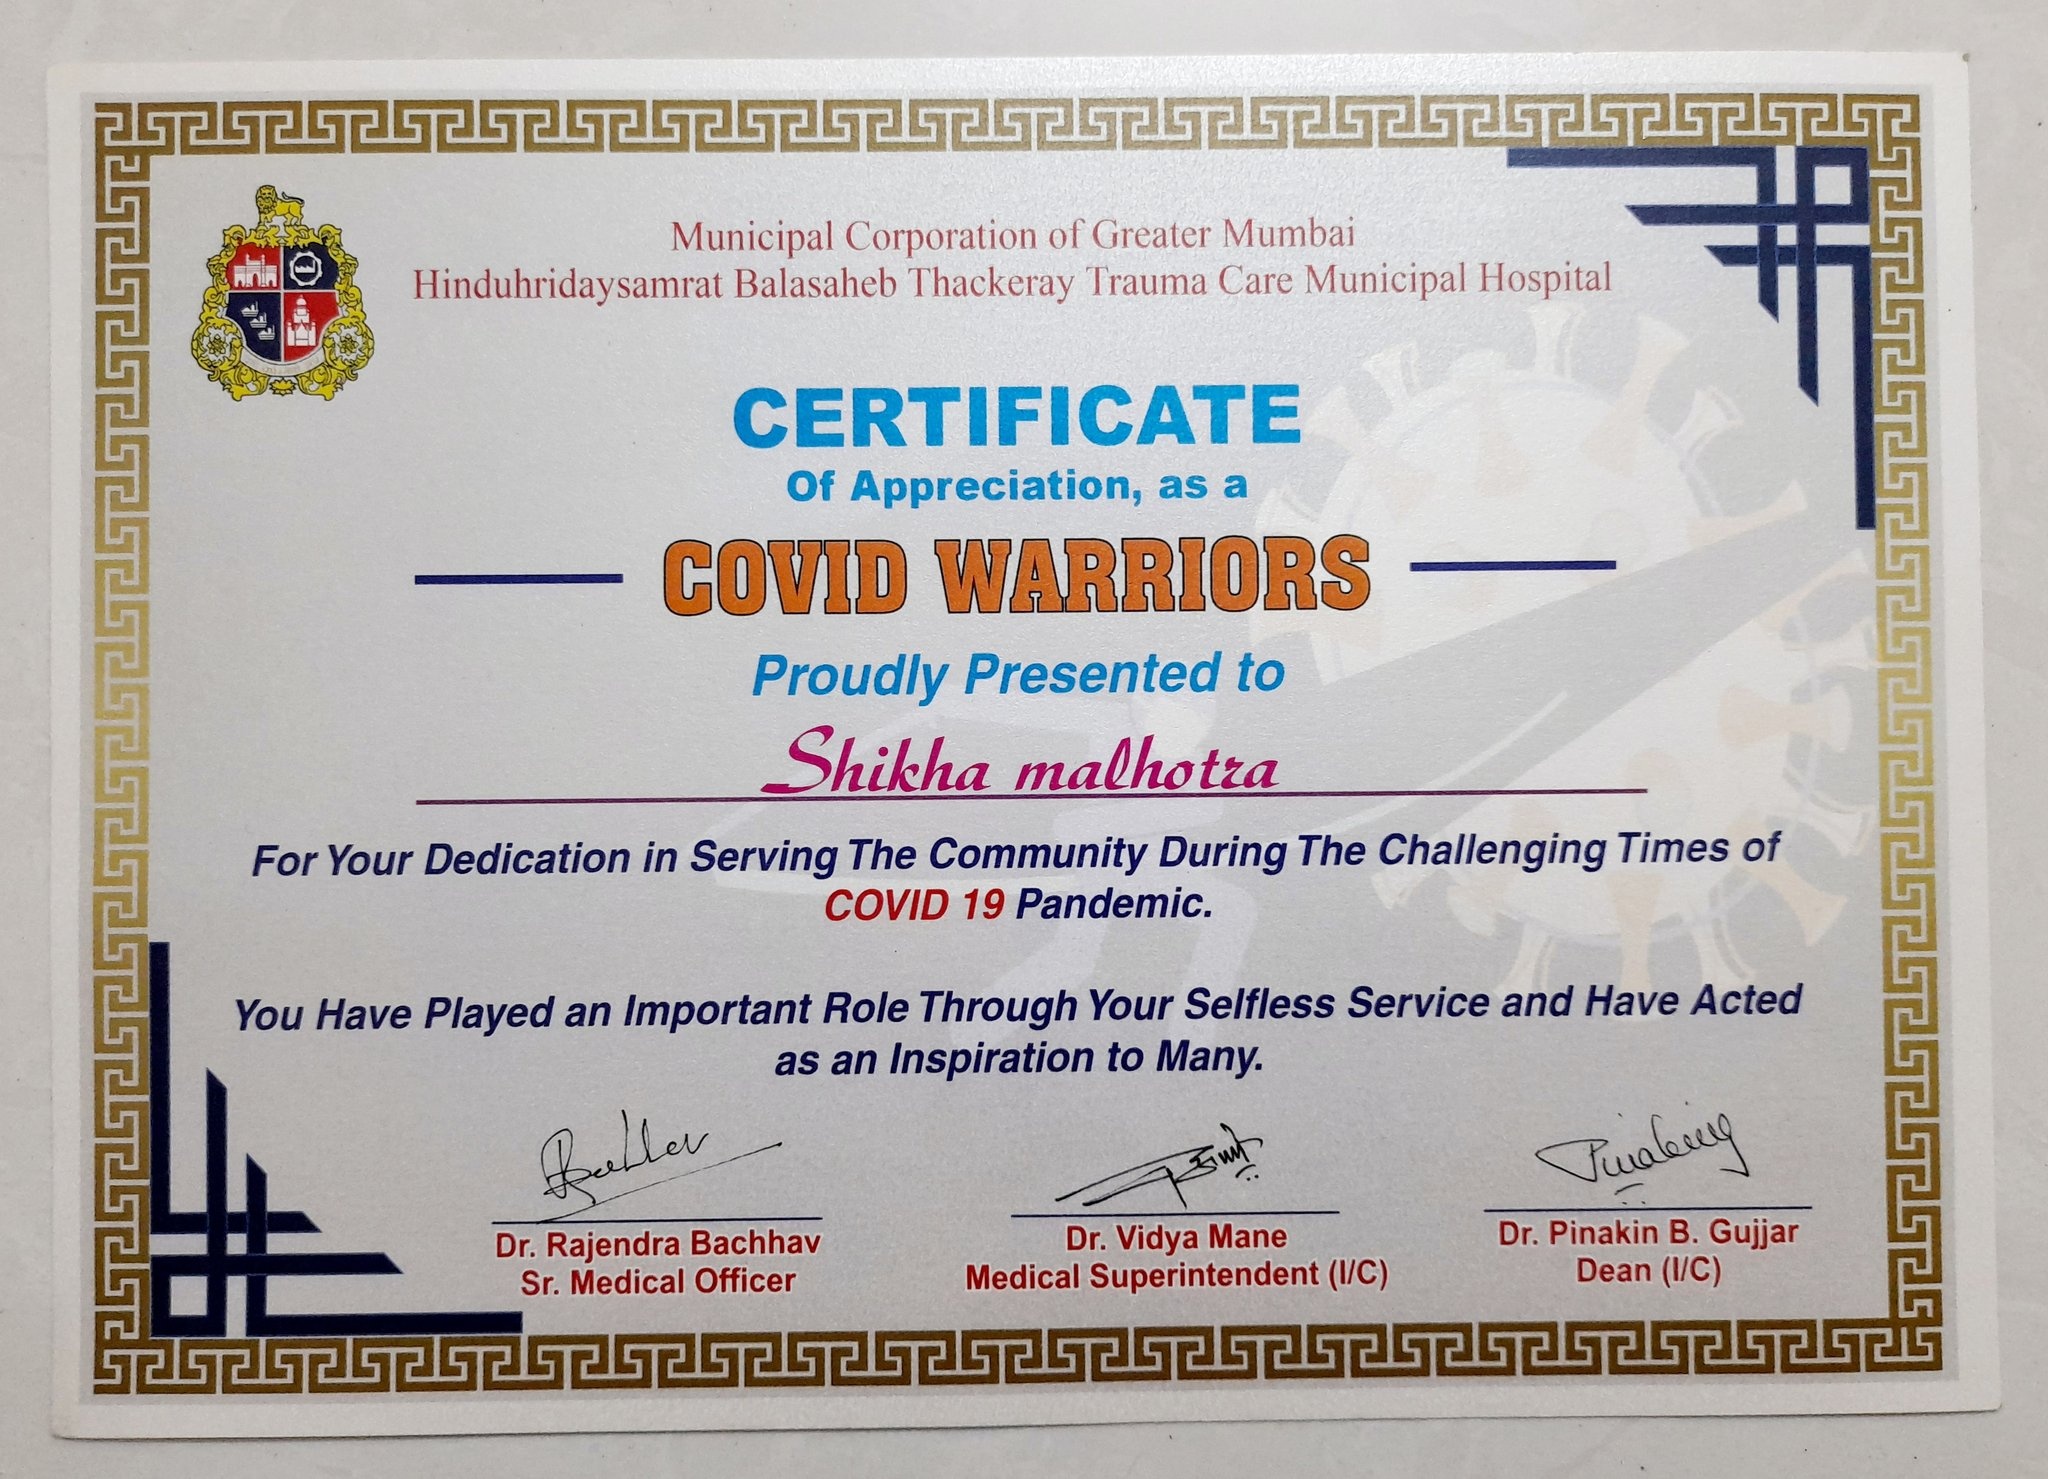 Municipal Corporation of Greater Mumbai
Hinduhridaysamrat Balasaheb Thackeray Trauma Care Municipal Hospital
CERTIFICATE
Of Appreciation, as a
COVID WARRIORS
Proudly Presented to
Shikha malhotra
For Your Dedication in Serving The Community During The Challenging Times of
COVID 19 Pandemic.
You Have Played an Important Role Through Your Selfless Service and Have Acted
as an Inspiration to Many.
Dr. Rajendra Bachhav
Sr. Medical Officer
Dr. Vidya Mane
Medical Superintendent (I/C)
Dr. Pinakin B. Gujjar
Dean (I/C)